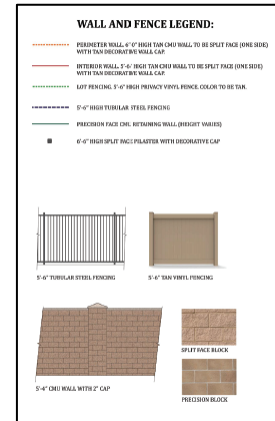 WALL AND FENCE LEGEND:
PERIMETER WALL. 6'0" HIGH TAN CMU WALL TO BE SPLIT FACE (ONE SIDE)
WITH TAN DECORATIVE WALL CAP.
INTERIOR WALL. 5'-6" HIGH TAN CMU WALL TO BE SPLIT FACE (ONE SIDE)
WITH TAN DECORATIVE WALL CAP.
LOT FENCING. 5'-6" HIGH PRIVACY VINYL FENCE. COLOR TO BE TAN.
5'-6" HIGH TUBULAR STEEL FENCING
PRECISION FACE CMU RETAINING WALL (HEIGHT VARIES)
6'-6" HIGH SPLIT FACE PILASTER WITH DECORATIVE CAP
5'-6" TUBULAR STEEL FENCING
5'-6" TAN VINYL FENCING
SPLIT FACE BLOCK
5'-4" CMU WALL WITH 2" CAP
PRECISION BLOCK